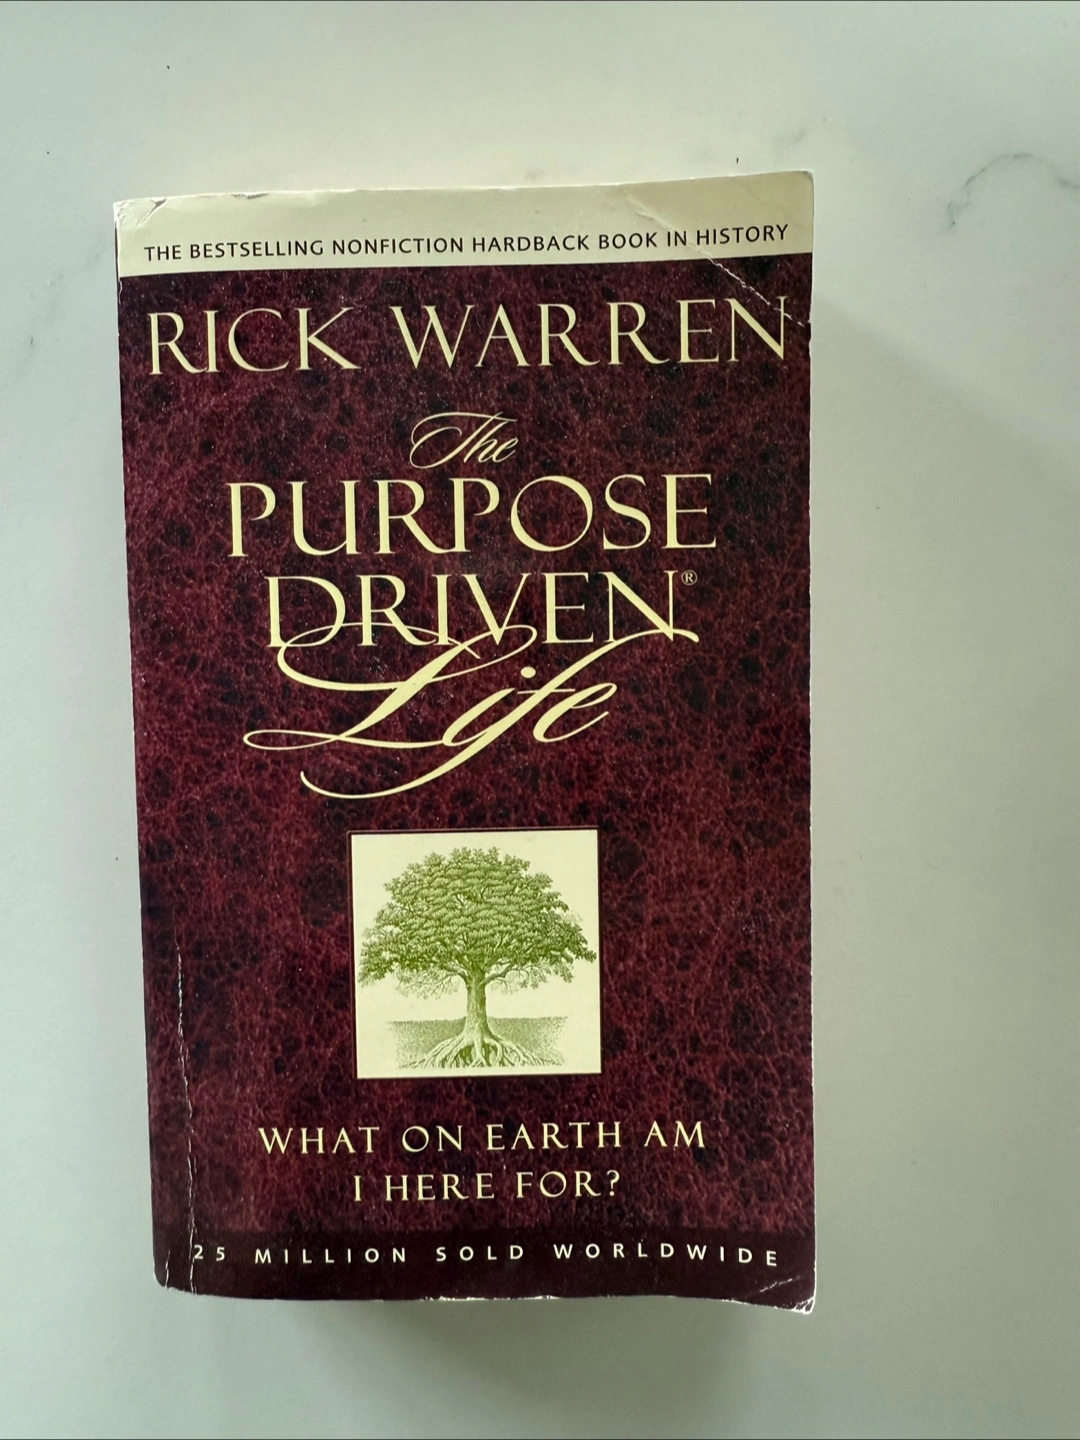 THE BESTSELLING NONFICTION HARDBACK BOOK IN HISTORY
RICK WARREN
The
PURPOSE
DRIVEN®
Life
WHAT ON EARTH AM
I HERE FOR?
25 MILLION SOLD WORLDWIDE